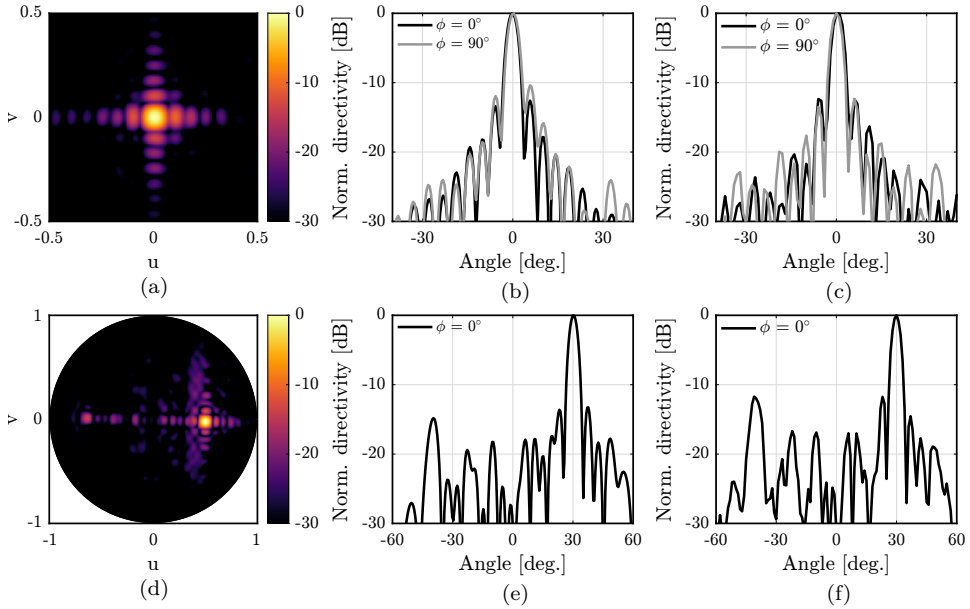 0.5
0
-0.5
v
-0.5
0
0.5
u
0
-10
-20
-30
(a)
Norm. directivity [dB]
0
-10
-20
-30
ϕ = 0°
ϕ = 90°
-30
0
30
Angle [deg.]
(b)
Norm. directivity [dB]
0
-10
-20
-30
ϕ = 0°
ϕ = 90°
-30
0
30
Angle [deg.]
(c)
1
0
-1
v
-1
0
1
u
0
-10
-20
-30
(d)
Norm. directivity [dB]
0
-10
-20
-30
ϕ = 0°
-60
-30
0
30
60
Angle [deg.]
(e)
Norm. directivity [dB]
0
-10
-20
-30
ϕ = 0°
-60
-30
0
30
60
Angle [deg.]
(f)